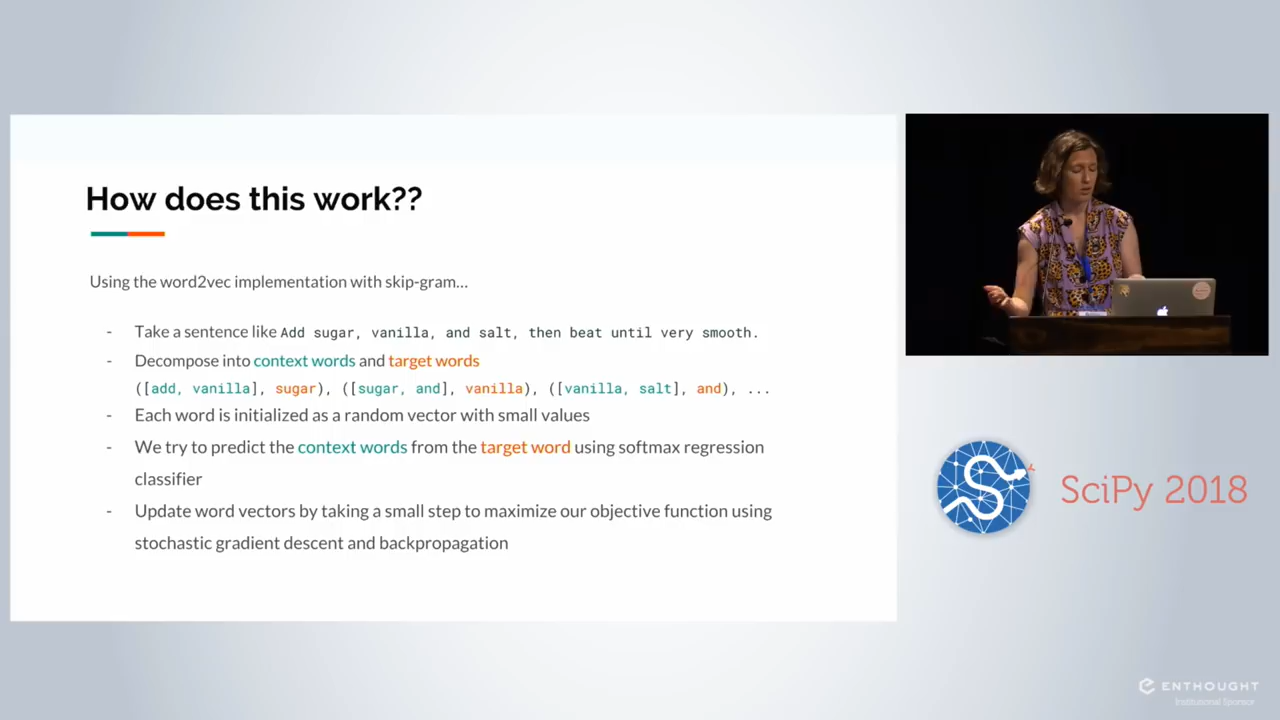 How does this work??
Using the word2vec implementation with skip-gram...
- Take a sentence like Add sugar, vanilla, and salt, then beat until very smooth.
- Decompose into context words and target words
([add, vanilla], sugar), ([sugar, and], vanilla), ([vanilla, salt], and), ...
- Each word is initialized as a random vector with small values
- We try to predict the context words from the target word using softmax regression
classifier
- Update word vectors by taking a small step to maximize our objective function using
stochastic gradient descent and backpropagation
SciPy 2018
ENTHOUGHT
Institutional Sponsor